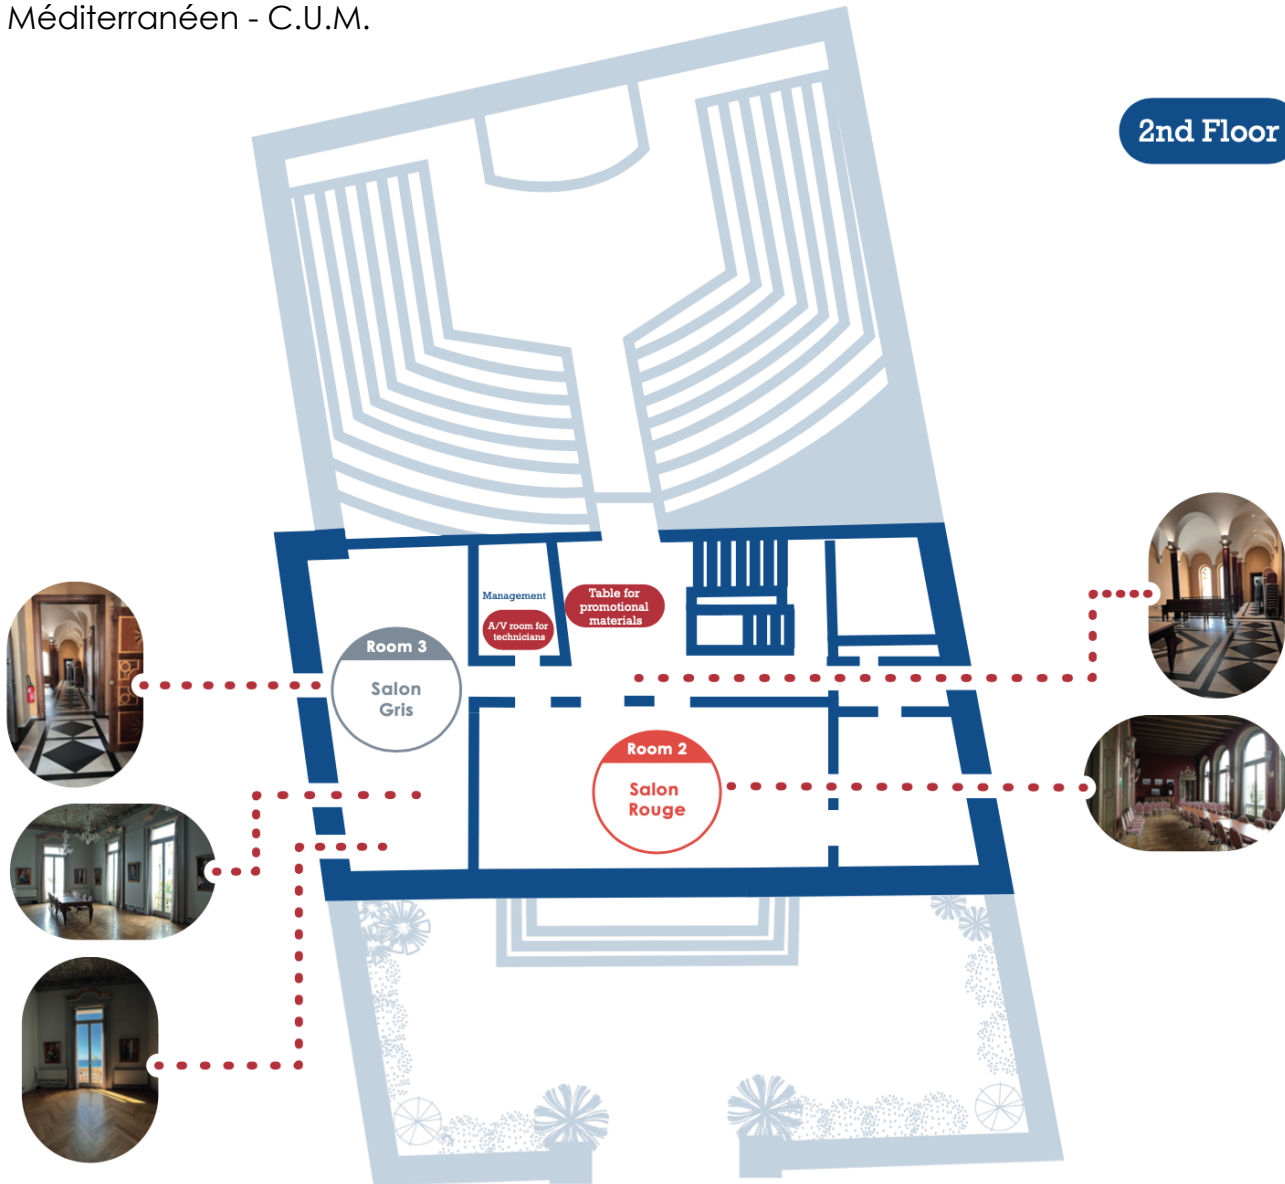 Méditerranéen - C.U.M.
2nd Floor
Management
A/V room for
technicians
Table for
promotional
materials
Room 3
Salon
Gris
Room 2
Salon
Rouge